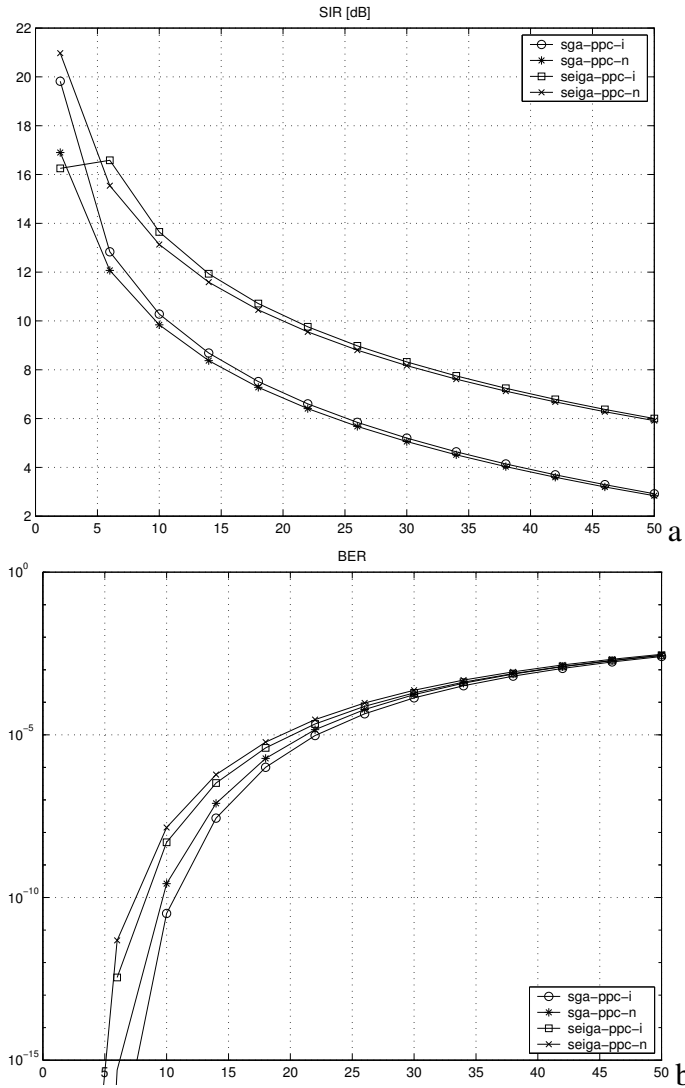 SIR [dB]
22
20
18
16
14
12
10
8
6
4
2
sga-ppc-i
sga-ppc-n
seiga-ppc-i
seiga-ppc-n
0 5 10 15 20 25 30 35 40 45 50
a
BER
10^0
10^-5
10^-10
10^-15
sga-ppc-i
sga-ppc-n
seiga-ppc-i
seiga-ppc-n
0 5 10 15 20 25 30 35 40 45 50
b